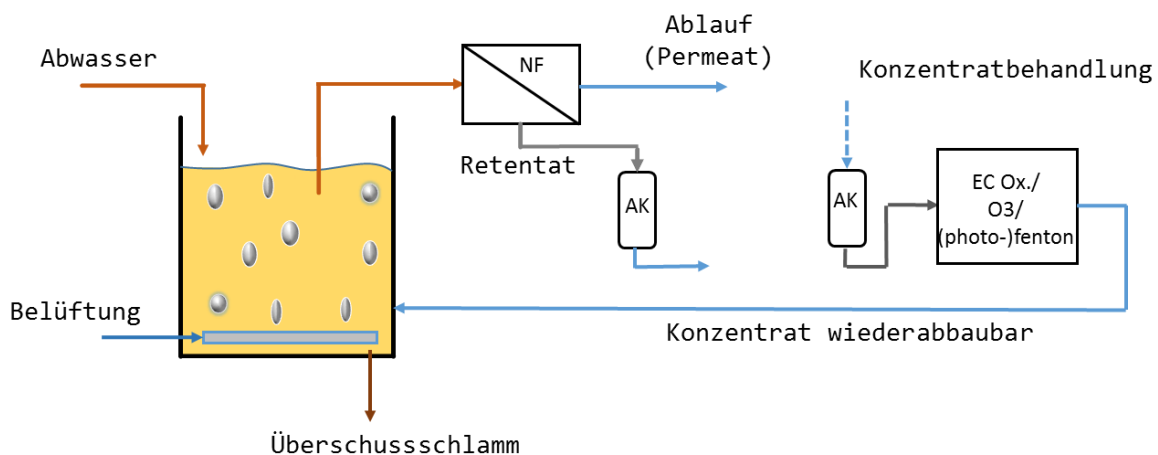 Abwasser
NF
Ablauf
(Permeat)
Konzentratbehandlung
Retentat
AK
AK
EC Ox./
O3/
(photo-)fenton
Belüftung
Konzentrat wiederabbaubar
Überschussschlamm